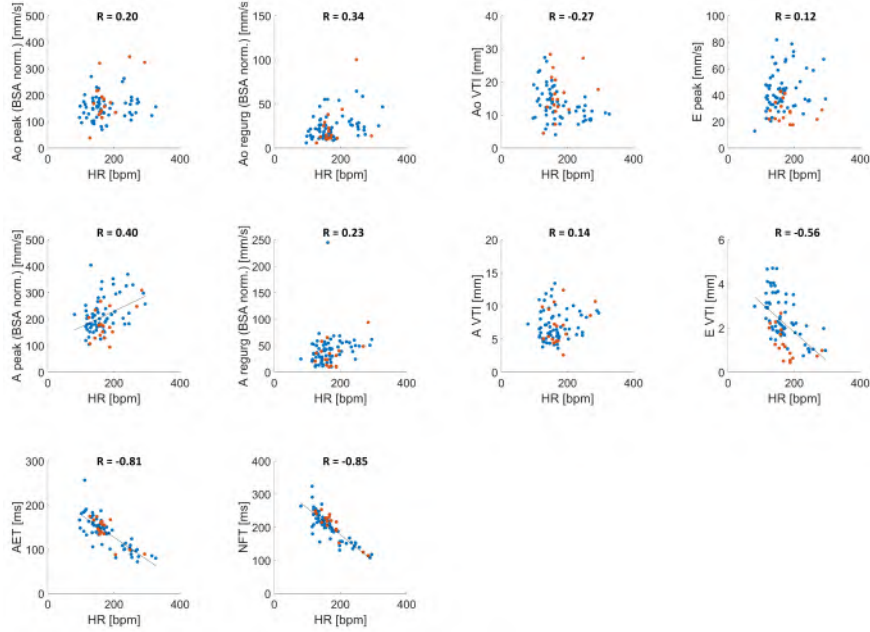 R = 0.20
Ao peak (BSA norm.) [mm/s]
500
400
300
200
100
0
0
200
400
HR [bpm]
R = 0.34
Ao regurg (BSA norm.) [mm/s]
150
100
50
0
0
200
400
HR [bpm]
R = -0.27
Ao VTI [mm]
40
30
20
10
0
0
200
400
HR [bpm]
R = 0.12
E peak [mm/s]
100
80
60
40
20
0
0
200
400
HR [bpm]
R = 0.40
A peak (BSA norm.) [mm/s]
500
400
300
200
100
0
0
200
400
HR [bpm]
R = 0.23
A regurg (BSA norm.) [mm/s]
250
200
150
100
50
0
0
200
400
HR [bpm]
R = 0.14
A VTI [mm]
20
15
10
5
0
0
200
400
HR [bpm]
R = -0.56
E VTI [mm]
6
4
2
0
0
200
400
HR [bpm]
R = -0.81
AET [ms]
300
200
100
0
0
200
400
HR [bpm]
R = -0.85
NFT [ms]
400
300
200
100
0
0
200
400
HR [bpm]